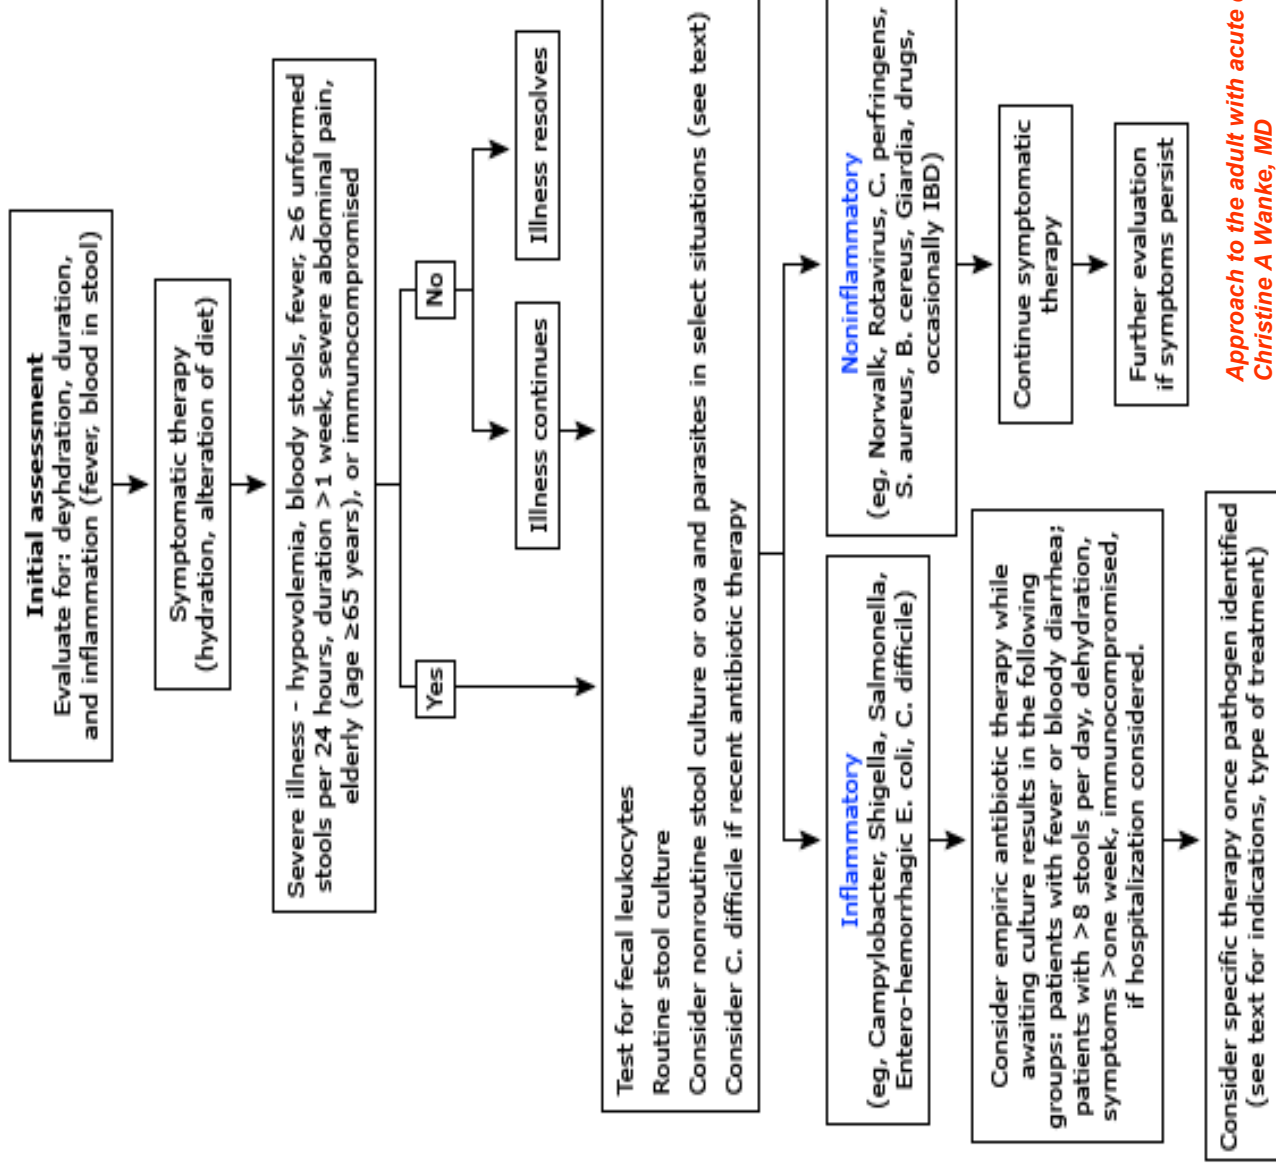 Initial assessment
Evaluate for: deyhdration, duration,
and inflammation (fever, blood in stool)
Symptomatic therapy
(hydration, alteration of diet)
Severe illness - hypovolemia, bloody stools, fever, ≥6 unformed
stools per 24 hours, duration >1 week, severte abdominal pain,
elderly (age ≥65 years), or immunocompromised
Yes
No
Illness continues
Illness resolves
Test for fecal leukocytes
Routine stool culture
Consider nonroutine stool culture or ova and parasites in select situations (see text)
Consider C. difficile if recent antibiotic therapy
Inflammatory
(eg, Campylobacter, Shigella, Salmonella,
Entero-hemorrhagic E. coli, C. difficile)
Noninflammatory
(eg, Norwalk, Rotavirus, C. perfringens,
S. aureus, B. cereus, Giardia, drugs,
occasionally IBD)
Consider empiric antibiotic therapy while
awaiting culture results in the following
groups: patients with fever or bloody diarrhea;
patients with >8 stools per day, dehydration,
symptoms >one week, immunocompromised,
if hospitalization considered.
Continue symptomatic
therapy
Consider specific therapy once pathogen identified
(see text for indications, type of treatment)
Further evaluation
if symptoms persist
Approach to the adult with acute
Christine A Wanke, MD